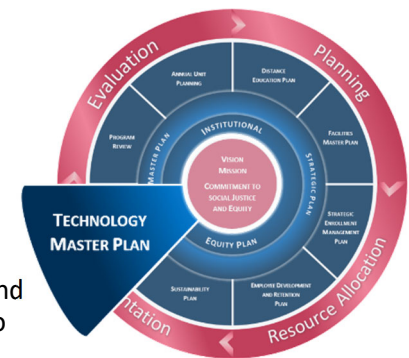 Evaluation
Planning
ANNUAL UNIT
PLANNING
DISTANCE
EDUCATION PLAN
PROGRAM
REVIEW
FACILITIES
MASTER PLAN
INSTITUTIONAL
MASTER PLAN
STRATEGIC PLAN
VISION
MISSION
COMMITMENT TO
SOCIAL JUSTICE
AND EQUITY
STRATEGIC
ENROLLMENT
MANAGEMENT
PLAN
TECHNOLOGY
MASTER PLAN
EQUITY PLAN
SUSTAINABILITY
PLAN
EMPLOYEE DEVELOPMENT
AND RETENTION
PLAN
Resource Allocation
ntation
nd